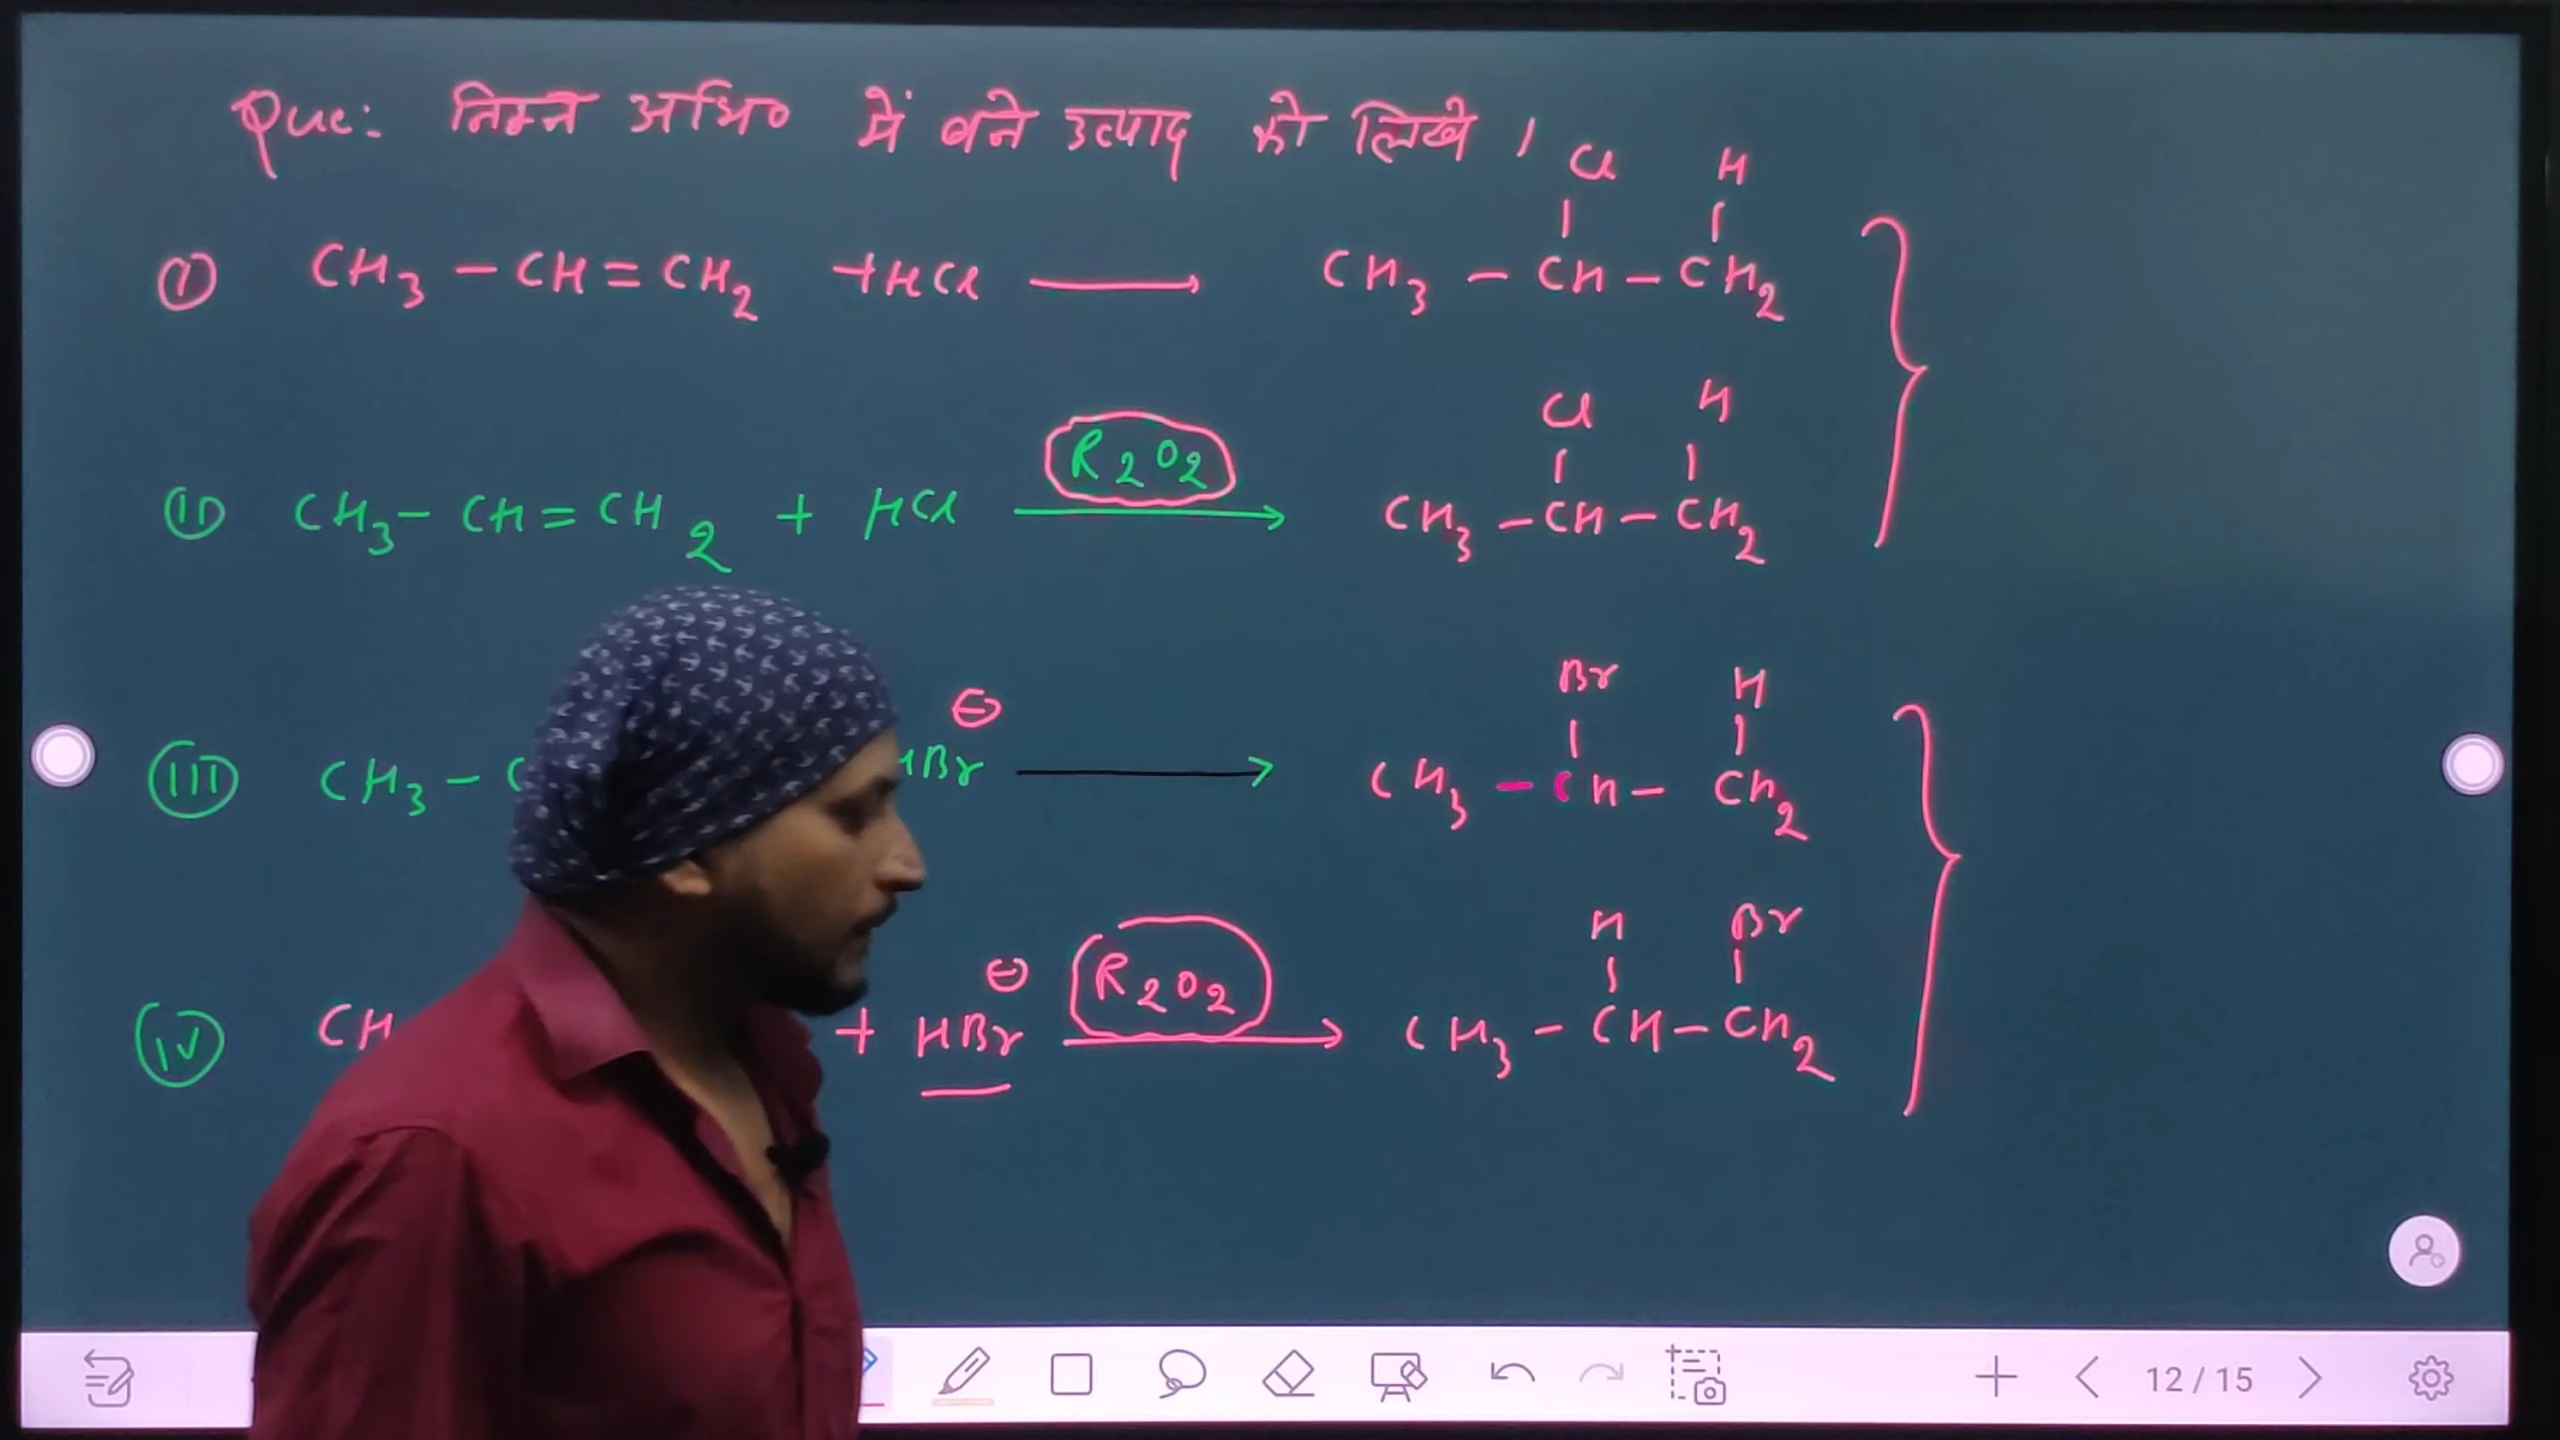 Que: निम्न अभि० में बने उत्पाद को लिखे ।
Cl H
(I) CH3 - CH = CH2 + HCl → CH3 - CH - CH2
Cl H
R2O2
(II) CH3 - CH = CH2 + HCl → CH3 - CH - CH2
Br H
⊖
(III) CH3 - C HBr → CH3 - CH - CH2
H Br
⊖ R2O2
(IV) CH + HBr → CH3 - CH - CH2
12 / 15